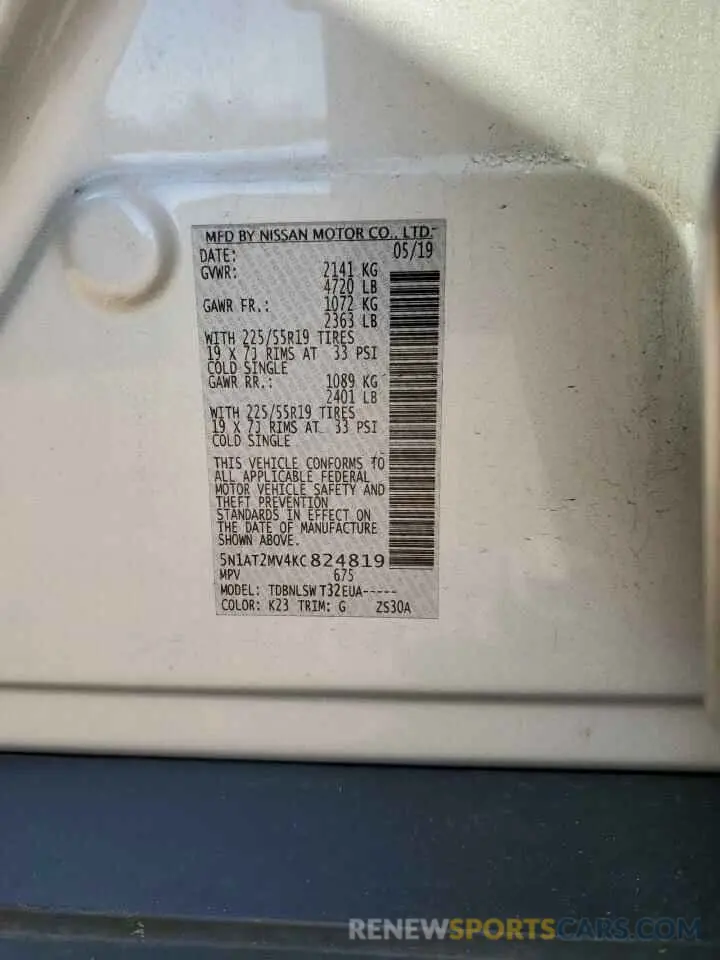 MFD BY NISSAN MOTOR CO., LTD.
DATE: 05/19
GVWR: 2141 KG
4720 LB
GAWR FR.: 1072 KG
2363 LB
WITH 225/55R19 TIRES
19 X 7J RIMS AT 33 PSI
COLD SINGLE
GAWR RR.: 1089 KG
2401 LB
WITH 225/55R19 TIRES
19 X 7J RIMS AT 33 PSI
COLD SINGLE
THIS VEHICLE CONFORMS TO
ALL APPLICABLE FEDERAL
MOTOR VEHICLE SAFETY AND
THEFT PREVENTION
STANDARDS IN EFFECT ON
THE DATE OF MANUFACTURE
SHOWN ABOVE.
5N1AT2MV4KC824819
MPV 675
MODEL: TDBNLSW T32EUA-----
COLOR: K23 TRIM: G ZS30A
RENEWSPORTSCARS.COM